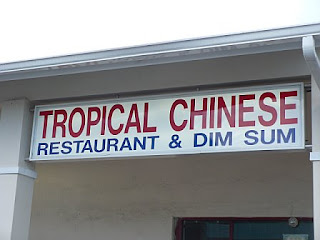 TROPICAL CHINESE
RESTAURANT & DIM SUM